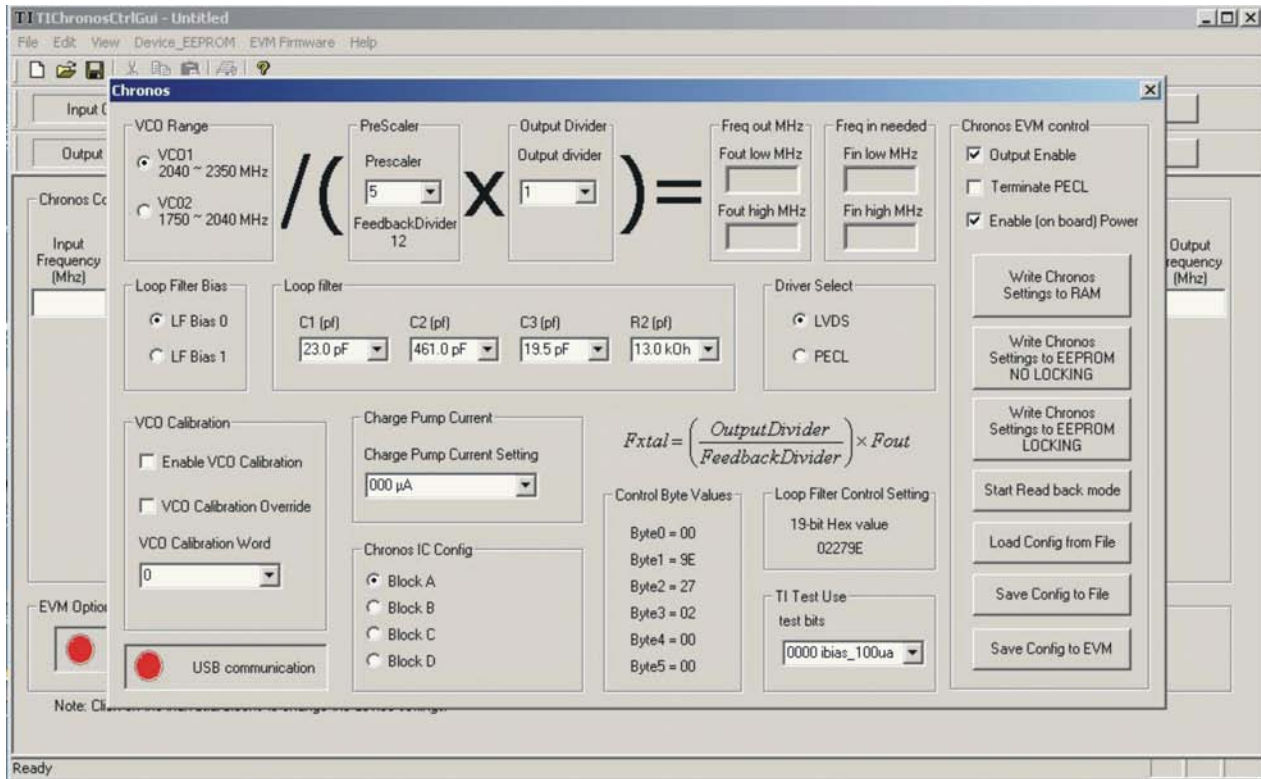 TI TIChronosCtrlGui - Untitled
File Edit View Device_EEPROM EVM Firmware Help
Chronos
Input
Output
Chronos
Input
Frequency
(Mhz)
EVM
VCO Range
VCO1
2040 ~ 2350 MHz
VCO2
1750 ~ 2040 MHz
/(
PreScaler
Prescaler
5
FeedbackDivider
12
X
Output Divider
Output divider
1
)=
Freq out MHz
Fout low MHz
Fout high MHz
Freq in needed
Fin low MHz
Fin high MHz
Loop Filter Bias
LF Bias 0
LF Bias 1
Loop filter
C1 (pf) C2 (pf) C3 (pf) R2 (pf)
23.0 pF 461.0 pF 19.5 pF 13.0 kOh
Driver Select
LVDS
PECL
VCO Calibration
Enable VCO Calibration
VCO Calibration Override
VCO Calibration Word
0
USB communication
Charge Pump Current
Charge Pump Current Setting
000 µA
Chronos IC Config
Block A
Block B
Block C
Block D
Fxtal = (OutputDivider / FeedbackDivider) × Fout
Control Byte Values
Byte0 = 00
Byte1 = 9E
Byte2 = 27
Byte3 = 02
Byte4 = 00
Byte5 = 00
Loop Filter Control Setting
19-bit Hex value
02279E
TI Test Use
test bits
0000 ibias_100ua
Chronos EVM control
Output Enable
Terminate PECL
Enable (on board) Power
Write Chronos
Settings to RAM
Write Chronos
Settings to EEPROM
NO LOCKING
Write Chronos
Settings to EEPROM
LOCKING
Start Read back mode
Load Config from File
Save Config to File
Save Config to EVM
Output
(Mhz)
Ready